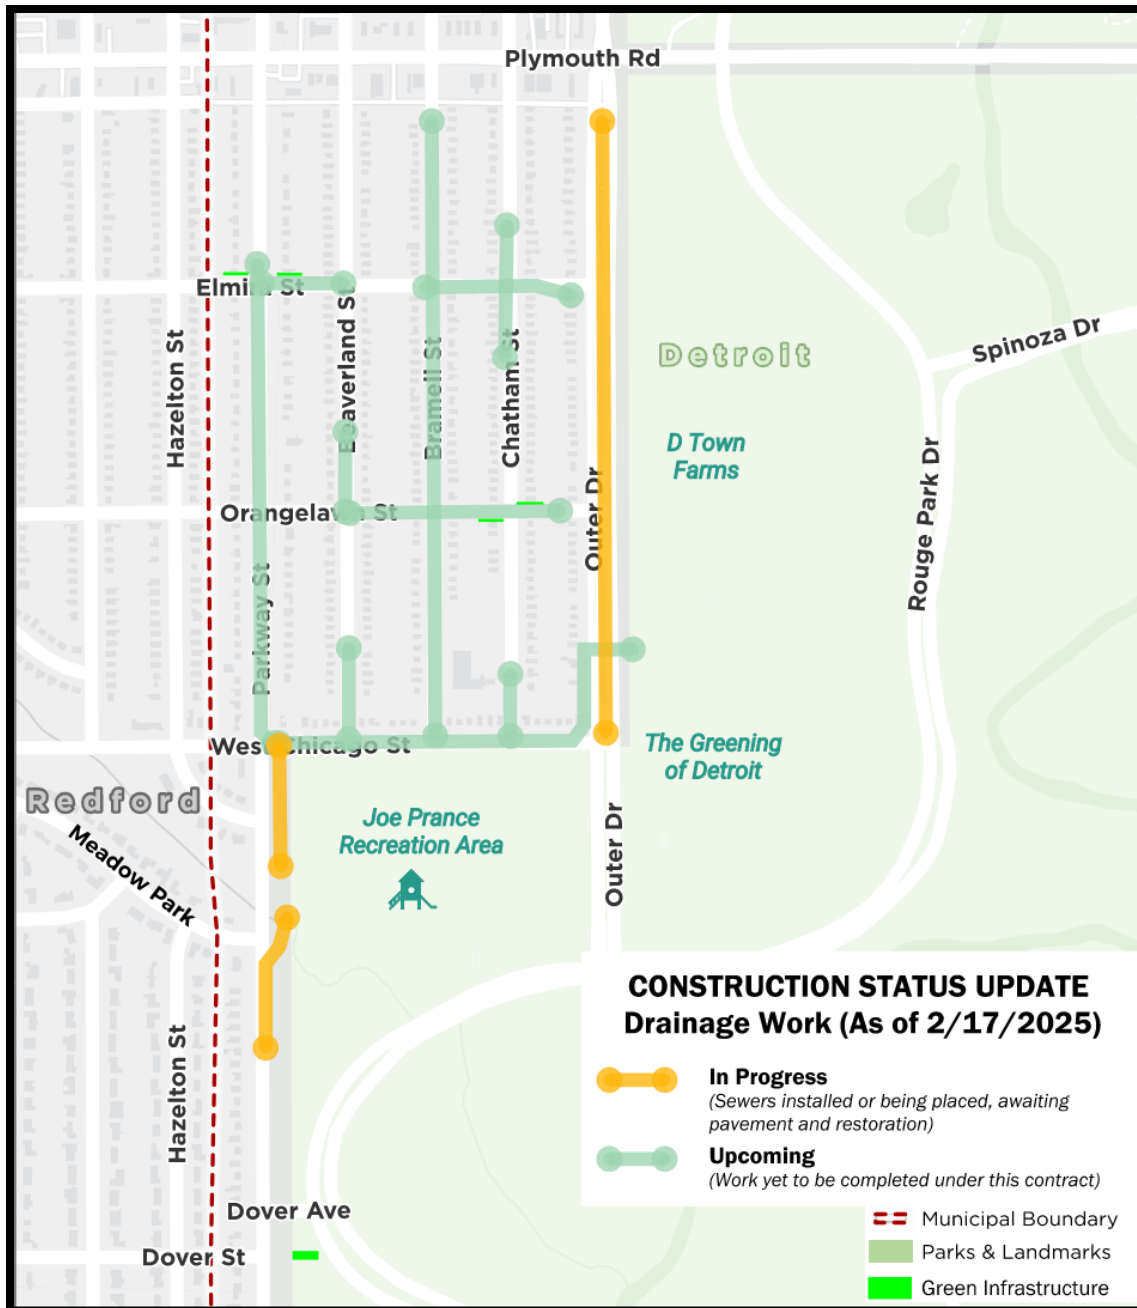 Plymouth Rd
Elmira St
Hazelton St
Beaverland St
Bramell St
Chatham St
Spinoza Dr
Detroit
D Town
Farms
Outer Dr
Rouge Park Dr
Orangelawn St
Parkway St
West Chicago St
The Greening
of Detroit
Redford
Joe Prance
Recreation Area
Meadow Park
Outer Dr
Hazelton St
Dover Ave
Dover St
CONSTRUCTION STATUS UPDATE
Drainage Work (As of 2/17/2025)
In Progress
(Sewers installed or being placed, awaiting
pavement and restoration)
Upcoming
(Work yet to be completed under this contract)
Municipal Boundary
Parks & Landmarks
Green Infrastructure